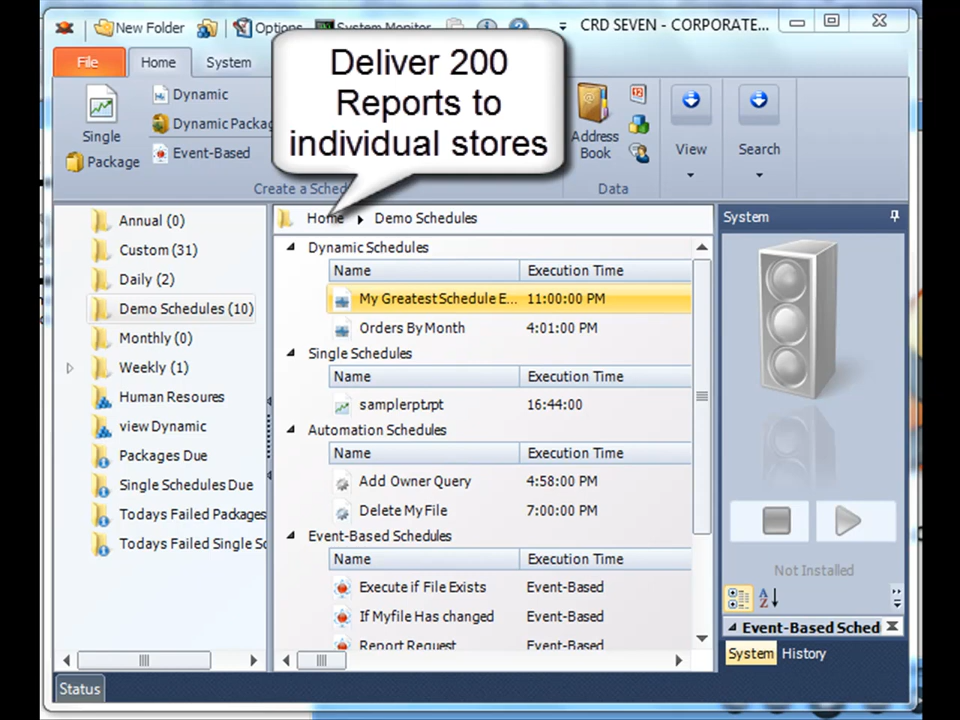 New Folder Options System Monitor CRD SEVEN - CORPORATE...
Deliver 200
Reports to
individual stores
File Home System
Single
Package
Dynamic
Dynamic Packag
Event-Based
Create a Sched
Address
Book
Data
View
Search
Annual (0)
Custom (31)
Daily (2)
Demo Schedules (10)
Monthly (0)
Weekly (1)
Human Resoures
view Dynamic
Packages Due
Single Schedules Due
Todays Failed Packages
Todays Failed Single Sc
Home Demo Schedules
Dynamic Schedules
Name Execution Time
My Greatest Schedule E... 11:00:00 PM
Orders By Month 4:01:00 PM
Single Schedules
Name Execution Time
samplerpt.rpt 16:44:00
Automation Schedules
Name Execution Time
Add Owner Query 4:58:00 PM
Delete My File 7:00:00 PM
Event-Based Schedules
Name Execution Time
Execute if File Exists Event-Based
If Myfile Has changed Event-Based
Report Request Event-Based
System
Not Installed
Event-Based Sched
System History
Status